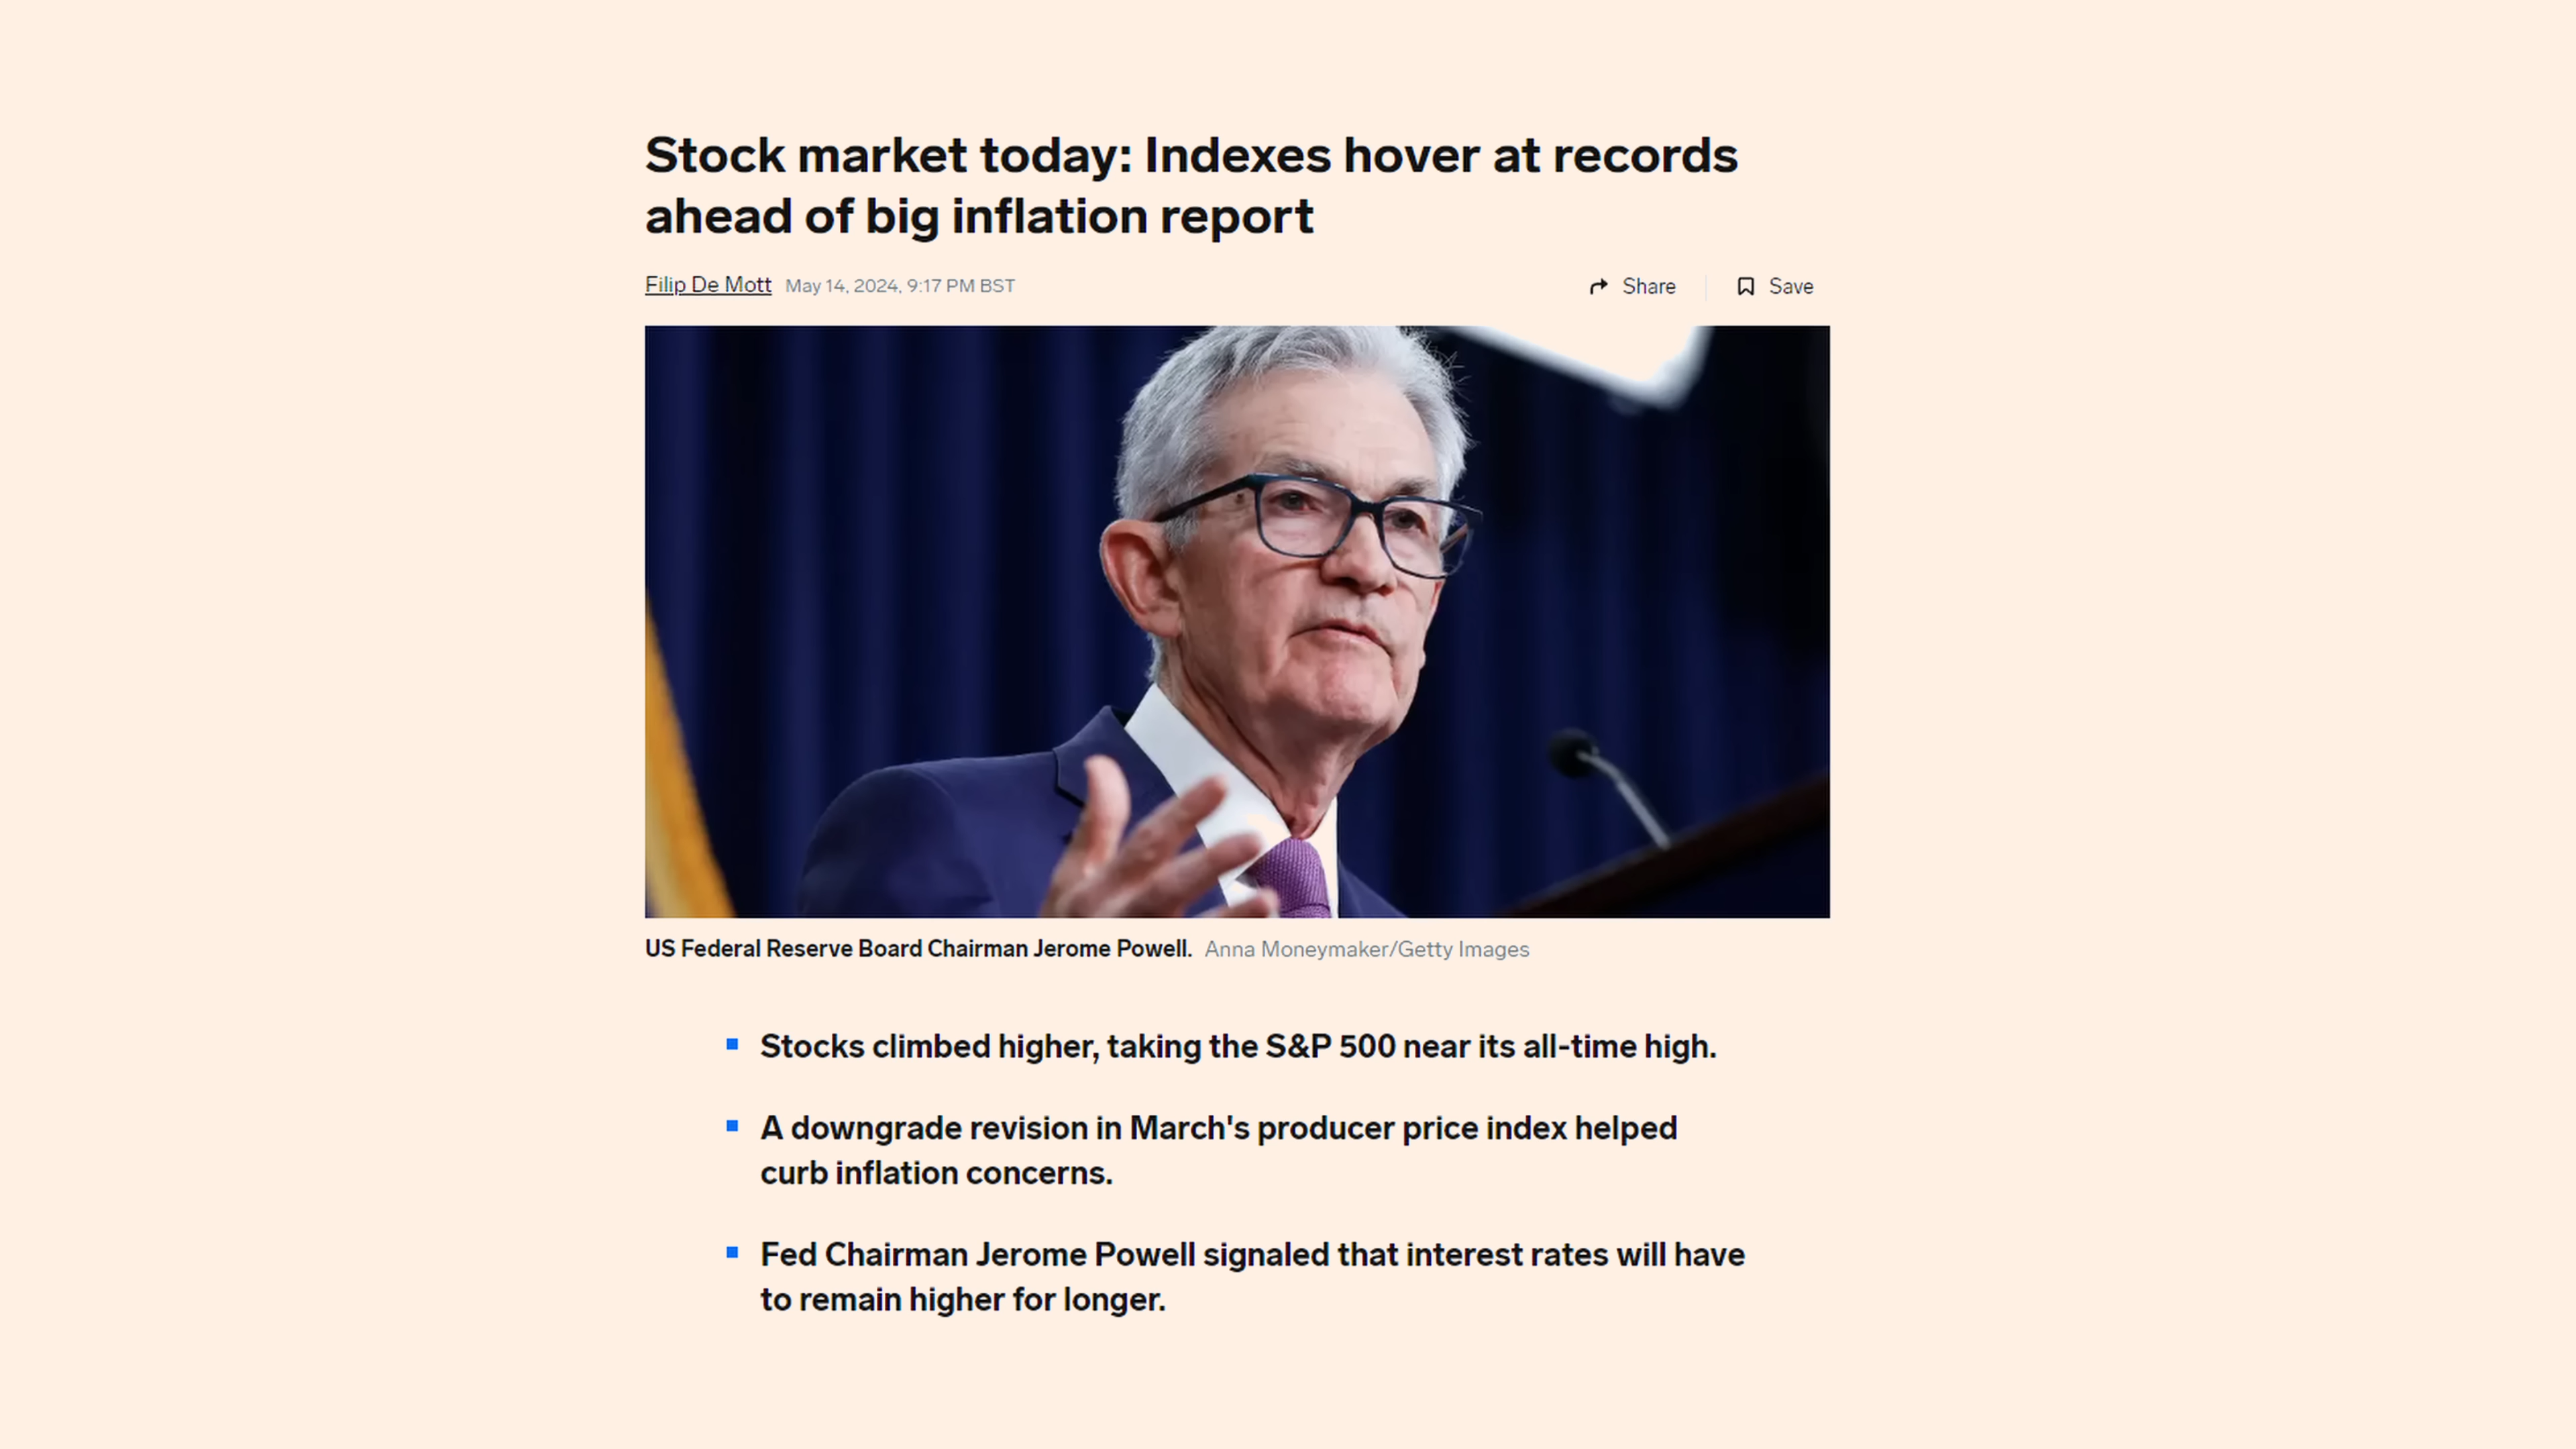 Stock market today: Indexes hover at records
ahead of big inflation report
Filip De Mott May 14, 2024, 9:17 PM BST
Share
Save
US Federal Reserve Board Chairman Jerome Powell. Anna Moneymaker/Getty Images
Stocks climbed higher, taking the S&P 500 near its all-time high.
A downgrade revision in March's producer price index helped
curb inflation concerns.
Fed Chairman Jerome Powell signaled that interest rates will have
to remain higher for longer.